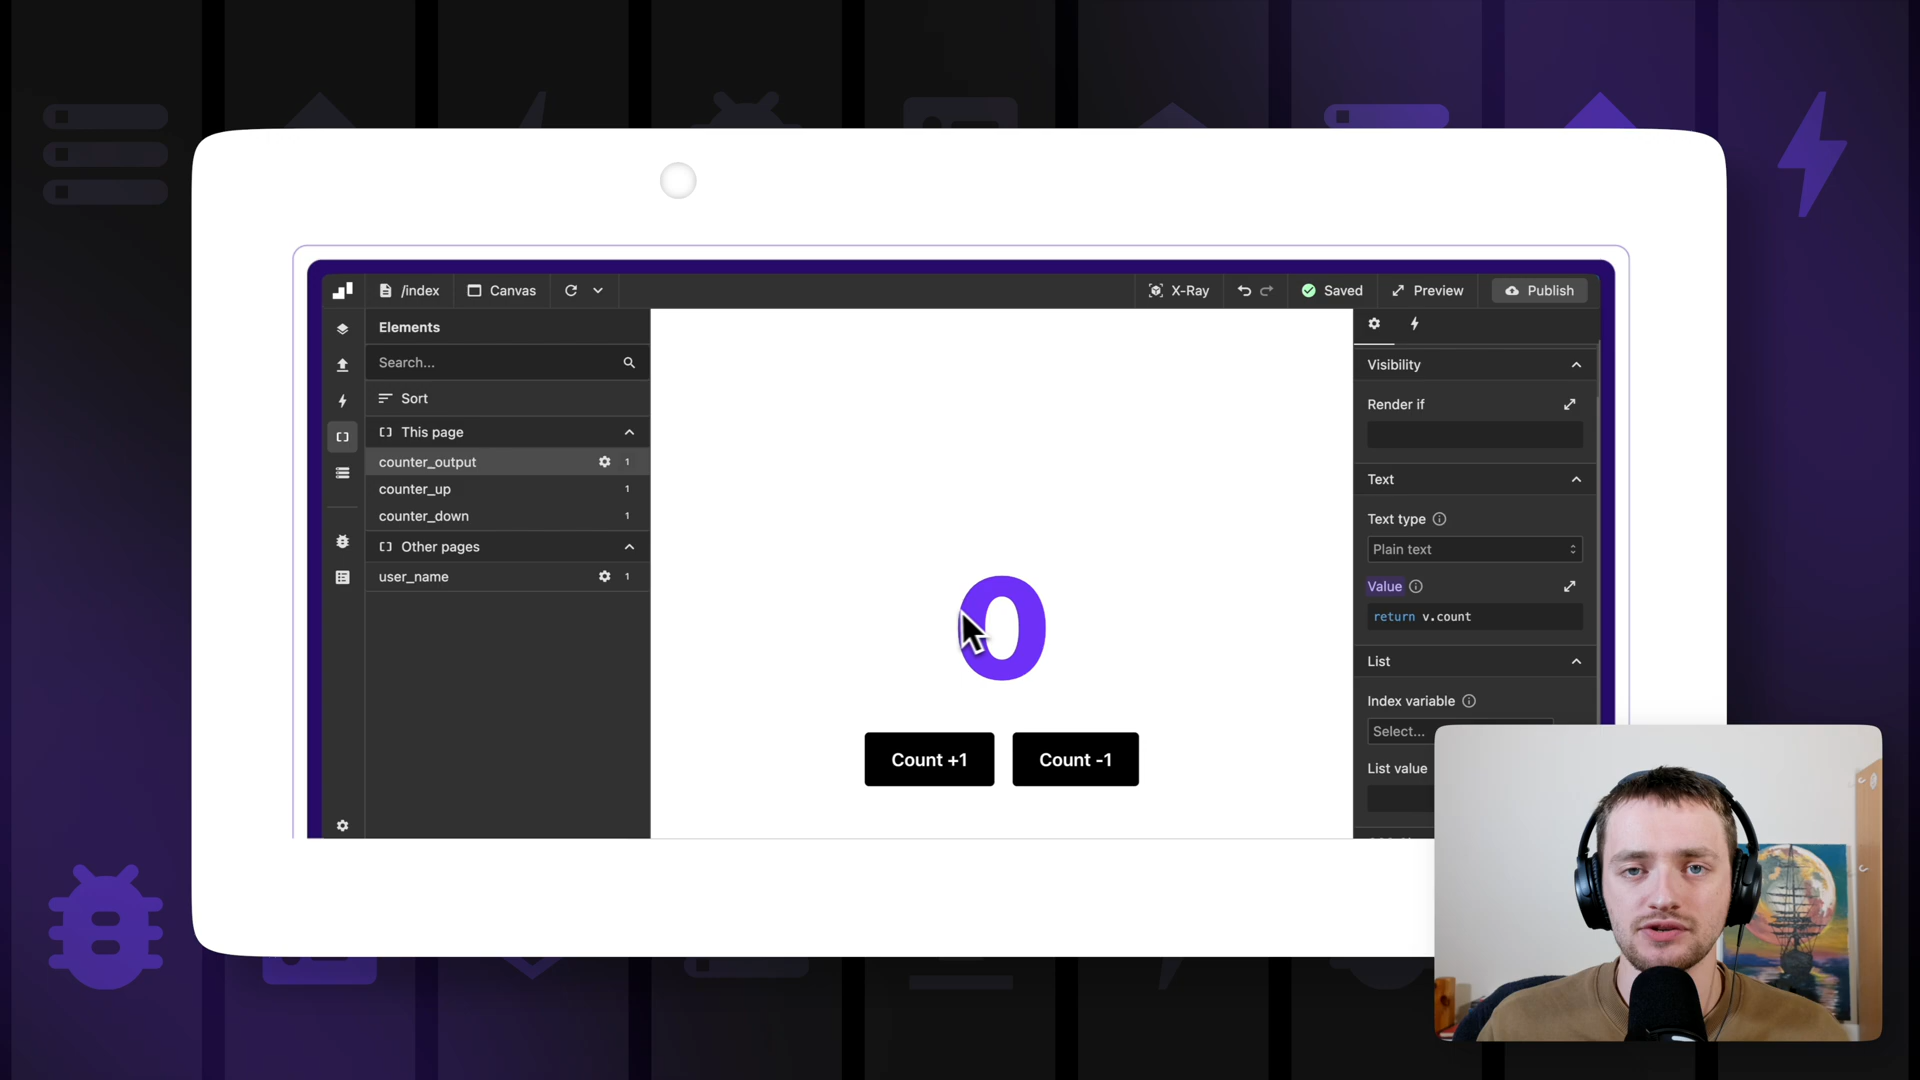 /index
Canvas
X-Ray
Saved
Preview
Publish
Elements
Search...
Sort
This page
counter_output 1
counter_up 1
counter_down 1
Other pages
user_name 1
0
Count +1
Count -1
Visibility
Render if
Text
Text type
Plain text
Value
return v.count
List
Index variable
Select...
List value